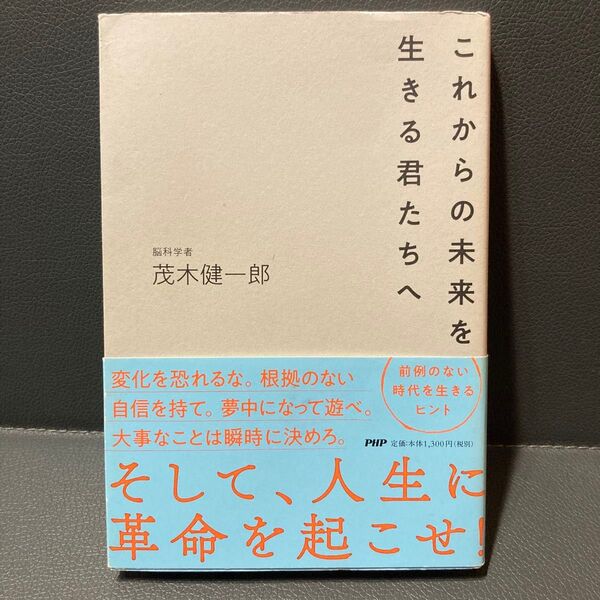 これからの未来を
生きる君たちへ
脳科学者
茂木健一郎
前例のない
時代を生きる
ヒント
変化を恐れるな。根拠のない
自信を持て。夢中になって遊べ。
大事なことは瞬時に決めろ。
PHP 定価:本体1,300円(税別)
そして、人生に
革命を起こせ!